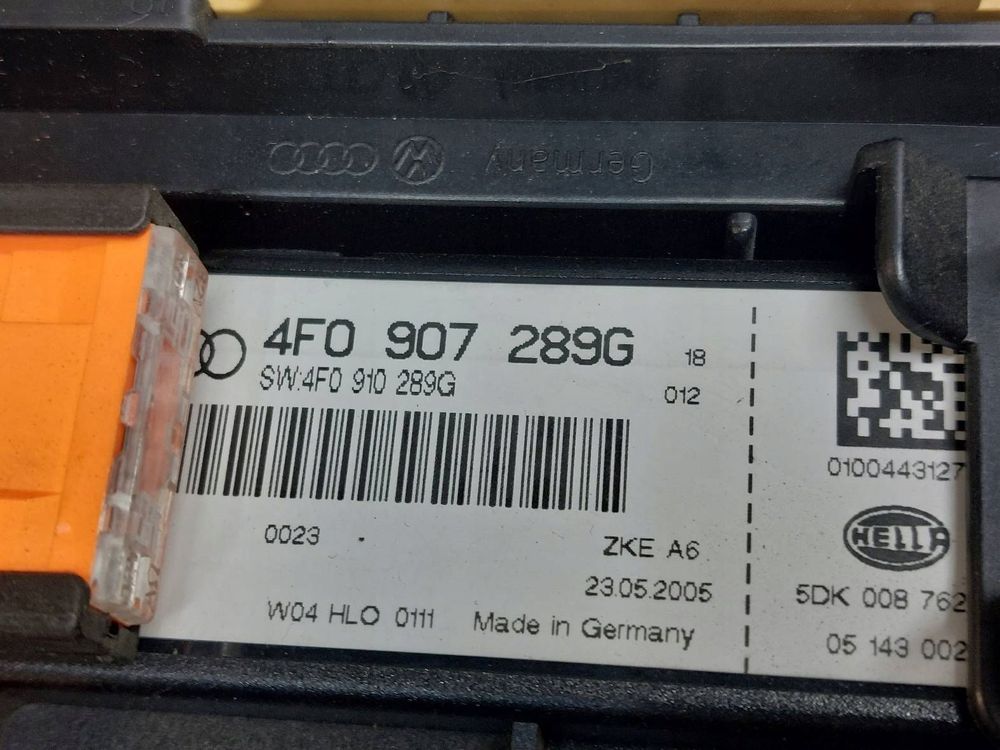 Germany
4F0 907 289G 18
SW:4F0 910 289G 012
0023
ZKE A6
23.05.2005
W04 HLO 0111 Made in Germany
0100443127
HELLA
5DK 008 762
05 143 002